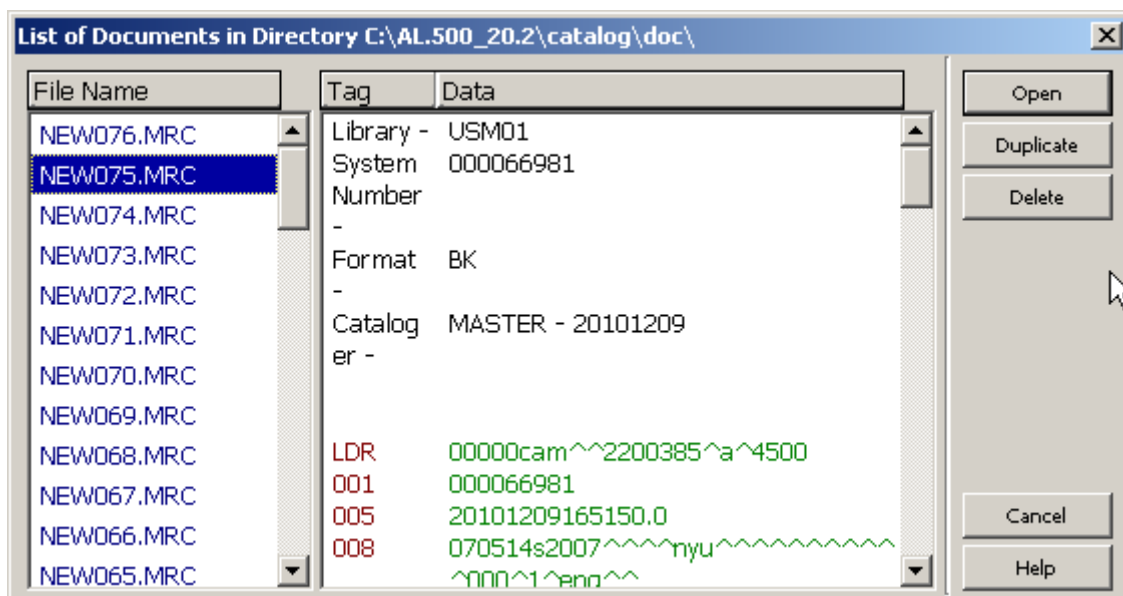 List of Documents in Directory C:\AL.500_20.2\catalog\doc\
File Name
NEW076.MRC
NEW075.MRC
NEW074.MRC
NEW073.MRC
NEW072.MRC
NEW071.MRC
NEW070.MRC
NEW069.MRC
NEW068.MRC
NEW067.MRC
NEW066.MRC
NEW065.MRC
Tag Data
Library - USM01
System 000066981
Number
-
Format BK
-
Catalog MASTER - 20101209
er -
LDR 00000cam^^2200385^a^4500
001 000066981
005 20101209165150.0
008 070514s2007^^^^nyu^^^^^^^^^^^
^000^1^eng^^
Open
Duplicate
Delete
Cancel
Help